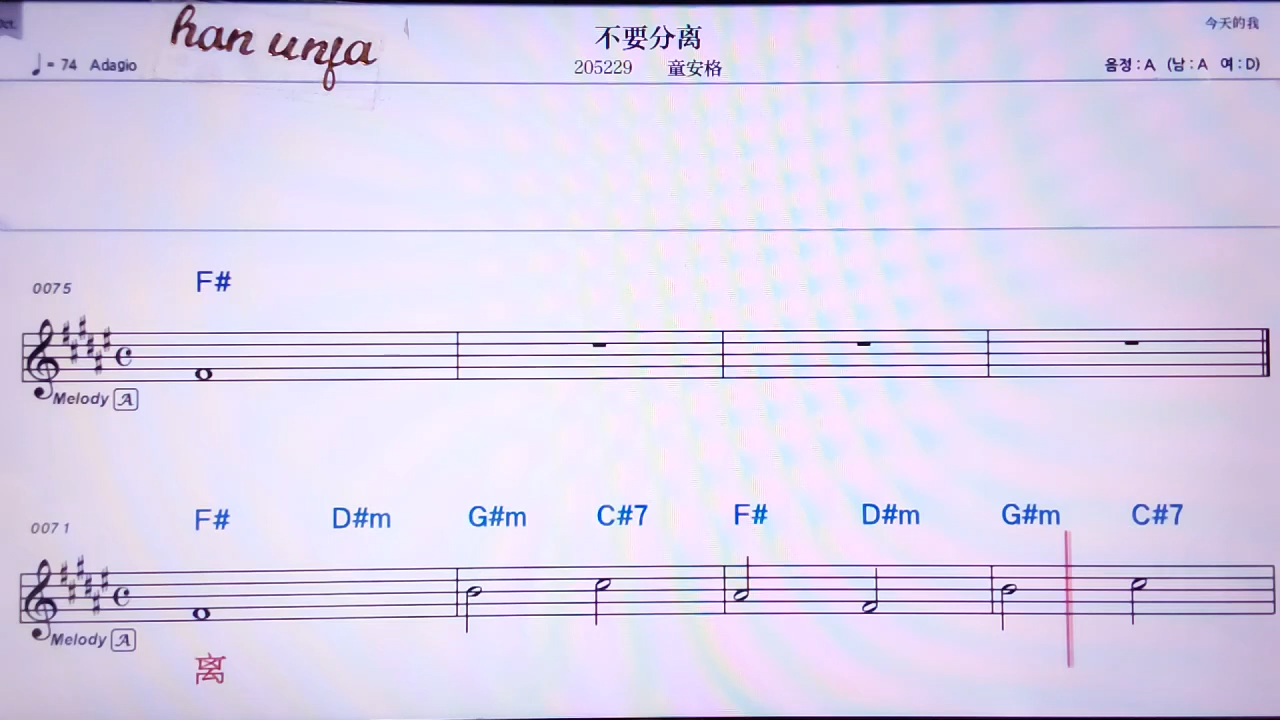 han unfa
不要分离
今天的我
♩= 74 Adagio
205229 童安格
음정 : A (남 : A 여 : D)
0075
F#
Melody A
0071
F# D#m G#m C#7 F# D#m G#m C#7
Melody A
离